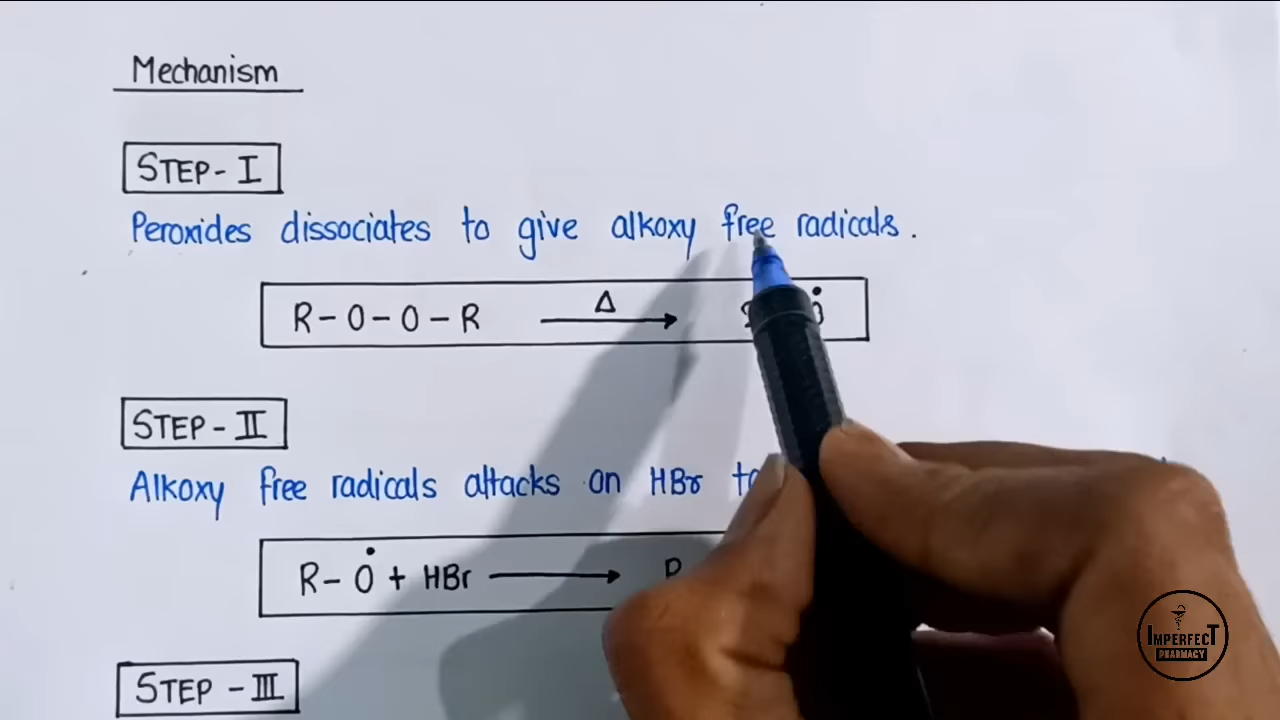 Mechanism
STEP - I
Peroxides dissociates to give alkoxy free radicals.
R - O - O - R Δ
STEP - II
Alkoxy free radicals attacks on HBr to
R - Ȯ + HBr ⟶ R
STEP - III
IMPERFECT
PHARMACY